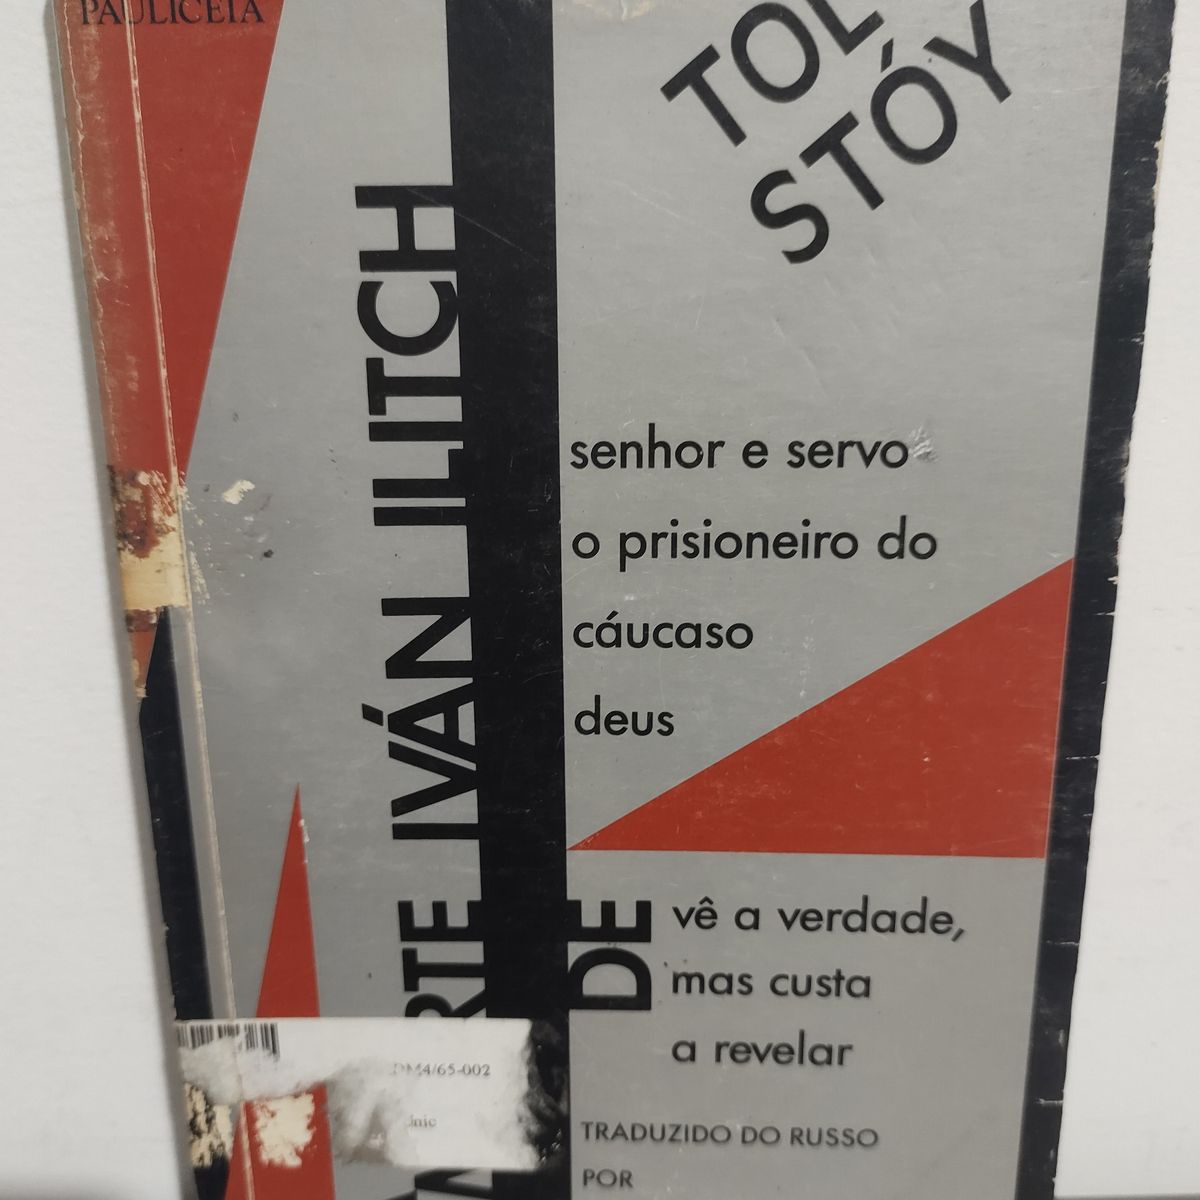 PAULICEIA
TOL
STÓY
IVÁN ILITCH
DE
senhor e servo
o prisioneiro do
cáucaso
deus
vê a verdade,
mas custa
a revelar
TRADUZIDO DO RUSSO
POR